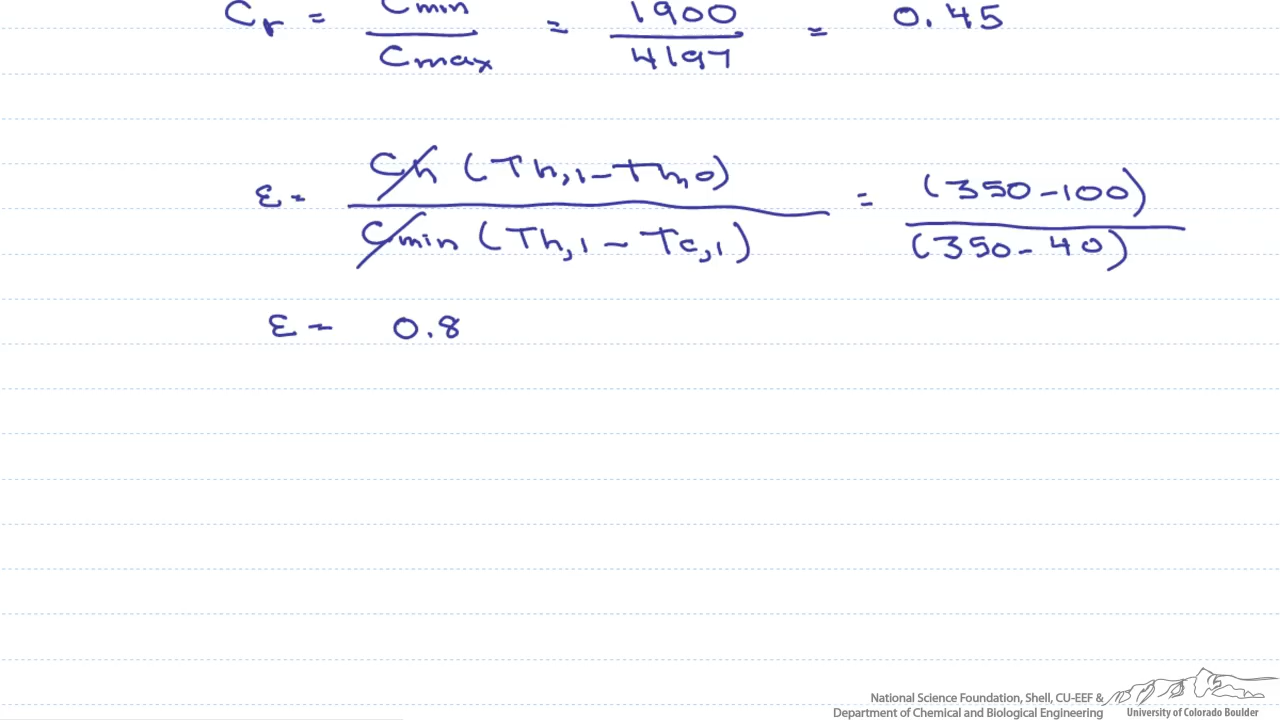 Cr = Cmin / Cmax = 1900 / 4197 = 0.45
ε = Ch (Th,i - Th,o) / Cmin (Th,i - Tc,i) = (350-100) / (350-40)
ε = 0.8
National Science Foundation, Shell, CU-EEF &
Department of Chemical and Biological Engineering
University of Colorado Boulder